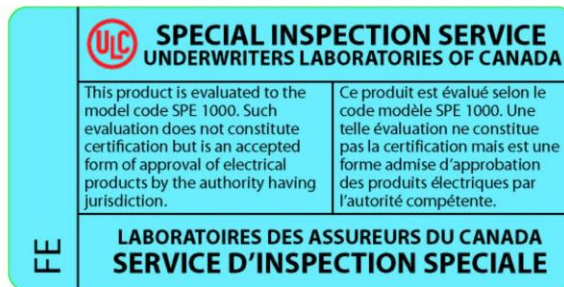 ULC
SPECIAL INSPECTION SERVICE
UNDERWRITERS LABORATORIES OF CANADA
This product is evaluated to the
model code SPE 1000. Such
evaluation does not constitute
certification but is an accepted
form of approval of electrical
products by the authority having
jurisdiction.
Ce produit est évalué selon le
code modèle SPE 1000. Une
telle évaluation ne constitue
pas la certification mais est une
forme admise d'approbation
des produits électriques par
l'autorité compétente.
FE
LABORATOIRES DES ASSUREURS DU CANADA
SERVICE D'INSPECTION SPECIALE